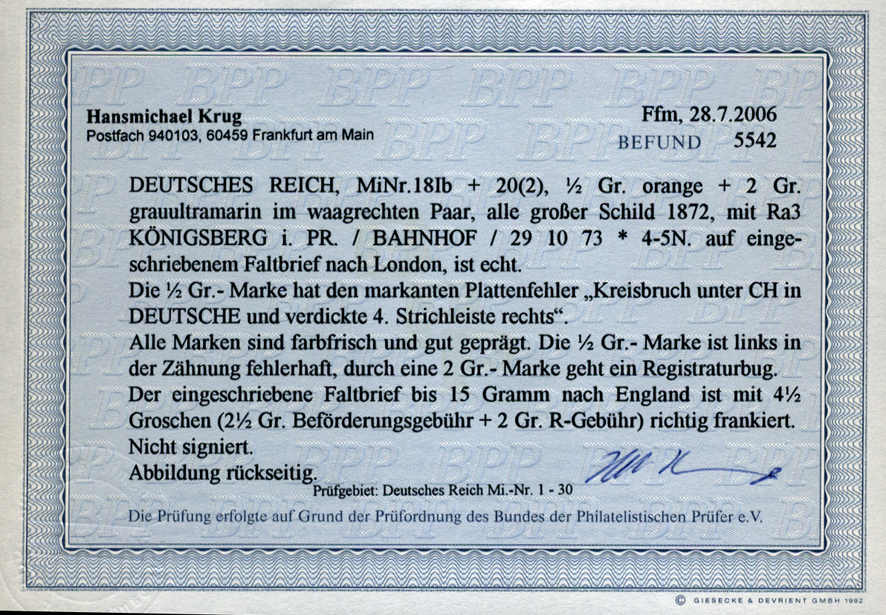 Hansmichael Krug
Postfach 940103, 60459 Frankfurt am Main
Ffm, 28.7.2006
BEFUND 5542
DEUTSCHES REICH, MiNr.18Ib + 20(2), ½ Gr. orange + 2 Gr.
grauultramarin im waagrechten Paar, alle großer Schild 1872, mit Ra3
KÖNIGSBERG i. PR. / BAHNHOF / 29 10 73 * 4-5N. auf einge-
schriebenem Faltbrief nach London, ist echt.
Die ½ Gr.- Marke hat den markanten Plattenfehler „Kreisbruch unter CH in
DEUTSCHE und verdickte 4. Strichleiste rechts“.
Alle Marken sind farbfrisch und gut geprägt. Die ½ Gr.- Marke ist links in
der Zähnung fehlerhaft, durch eine 2 Gr.- Marke geht ein Registraturbug.
Der eingeschriebene Faltbrief bis 15 Gramm nach England ist mit 4½
Groschen (2½ Gr. Beförderungsgebühr + 2 Gr. R-Gebühr) richtig frankiert.
Nicht signiert.
Abbildung rückseitig.
Prüfgebiet: Deutsches Reich Mi.-Nr. 1 - 30
Die Prüfung erfolgte auf Grund der Prüfordnung des Bundes der Philatelistischen Prüfer e.V.
© GIESECKE & DEVRIENT GMBH 1992